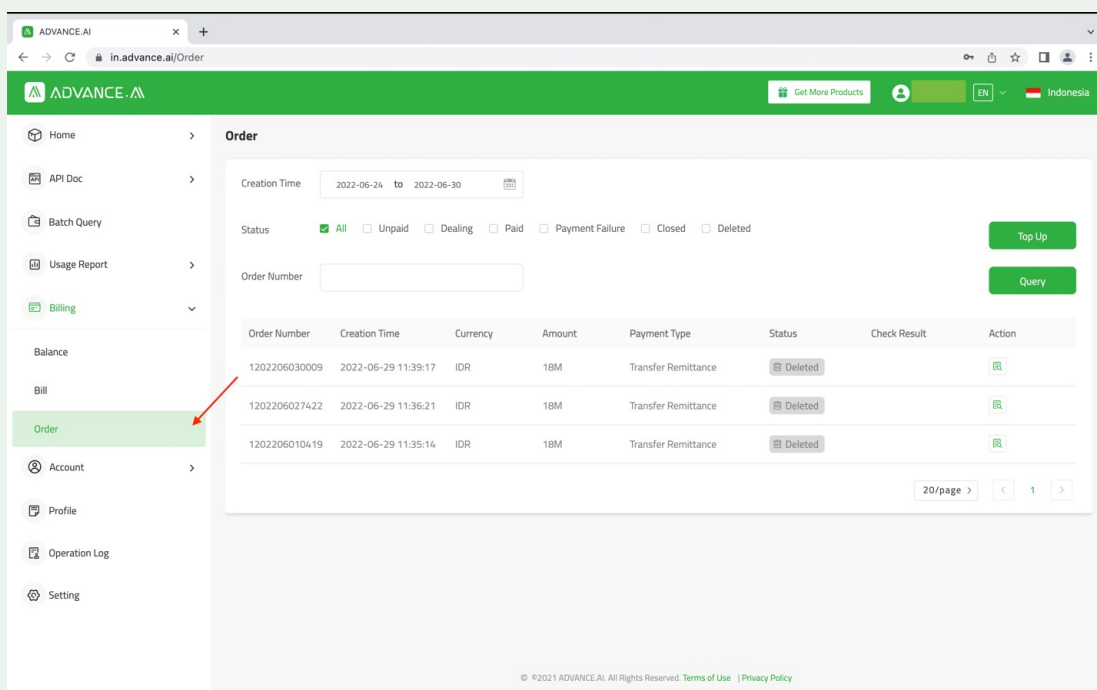 ADVANCE.AI × +
in.advance.ai/Order
ADVANCE.AI Get More Products EN Indonesia
Home
API Doc
Batch Query
Usage Report
Billing
Balance
Bill
Order
Account
Profile
Operation Log
Setting
Order
Creation Time 2022-06-24 to 2022-06-30
Status All Unpaid Dealing Paid Payment Failure Closed Deleted
Top Up
Order Number
Query
Order Number Creation Time Currency Amount Payment Type Status Check Result Action
1202206030009 2022-06-29 11:39:17 IDR 18M Transfer Remittance Deleted
1202206027422 2022-06-29 11:36:21 IDR 18M Transfer Remittance Deleted
1202206010419 2022-06-29 11:35:14 IDR 18M Transfer Remittance Deleted
20/page > < 1 >
© ©2021 ADVANCE.AI. All Rights Reserved. Terms of Use | Privacy Policy